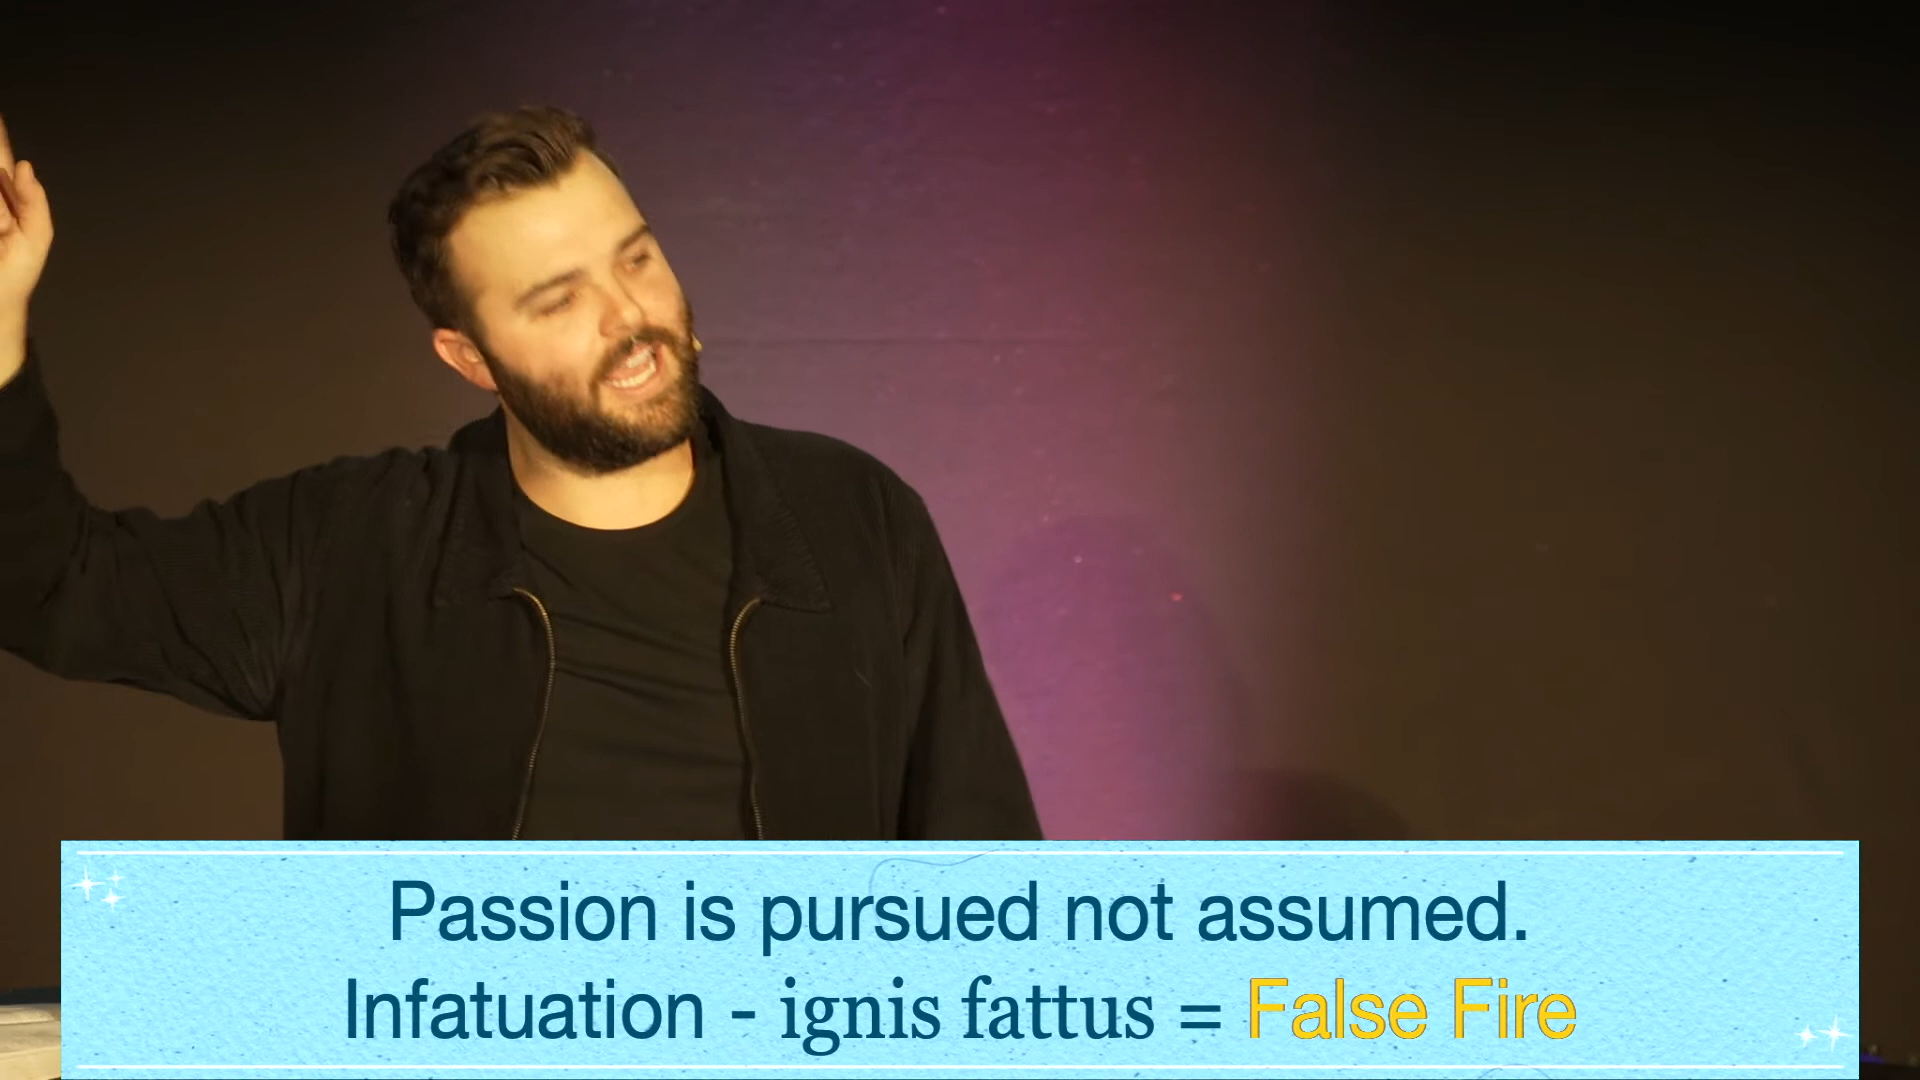 Passion is pursued not assumed.
Infatuation - ignis fattus = False Fire